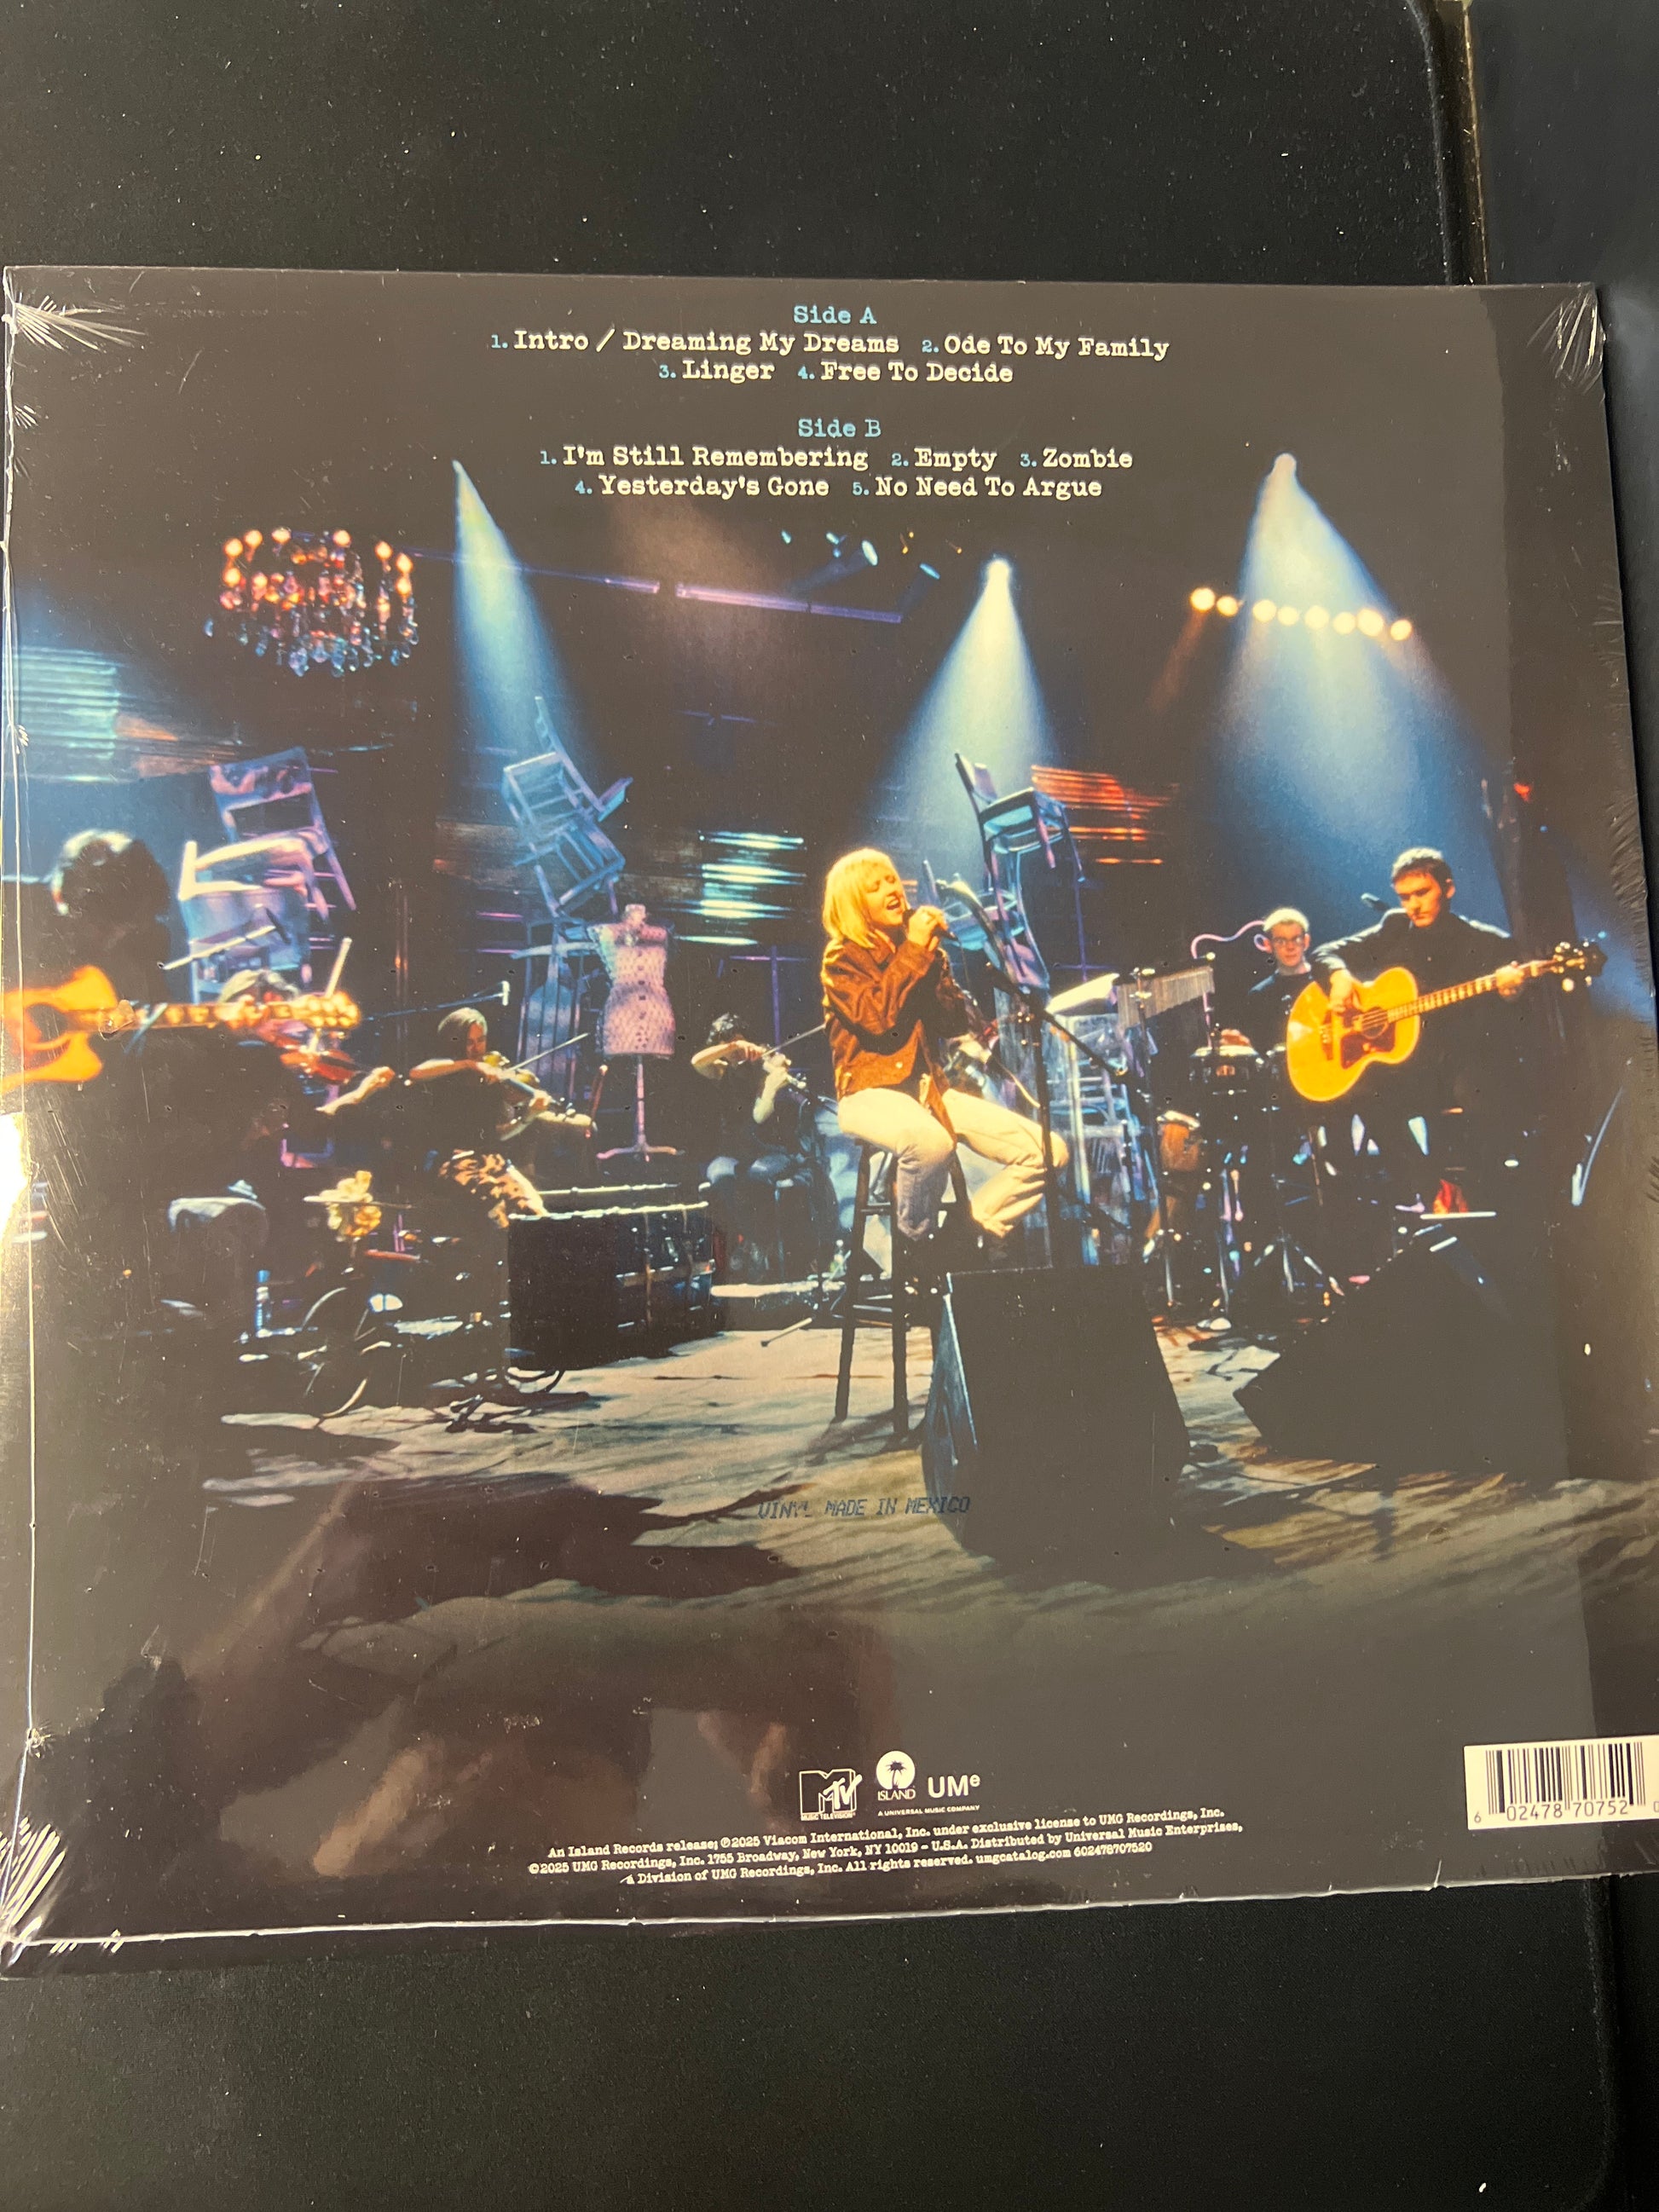 Side A
1. Intro / Dreaming My Dreams 2. Ode To My Family
3. Linger 4. Free To Decide
Side B
1. I'm Still Remembering 2. Empty 3. Zombie
4. Yesterday's Gone 5. No Need To Argue
VINYL MADE IN MEXICO
MTV
MUSIC TELEVISION
ISLAND
UMe
A UNIVERSAL MUSIC COMPANY
An Island Records release; ℗2025 Viacom International, Inc. under exclusive license to UMG Recordings, Inc.
©2025 UMG Recordings, Inc. 1755 Broadway, New York, NY 10019 - U.S.A. Distributed by Universal Music Enterprises,
a Division of UMG Recordings, Inc. All rights reserved. umgcatalog.com 602478707520
6 02478 70752 0